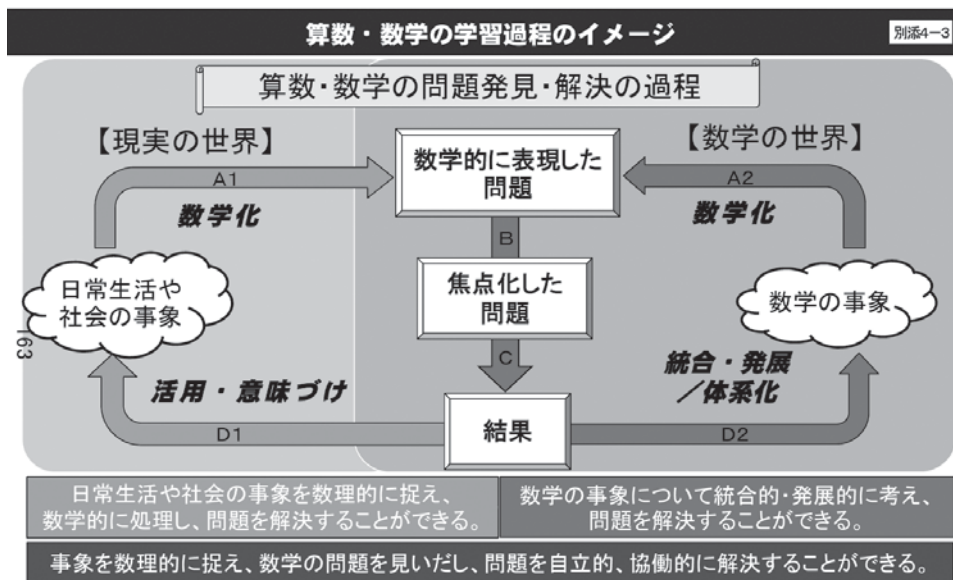 算数・数学の学習過程のイメージ
別添4−3
算数・数学の問題発見・解決の過程
【現実の世界】
【数学の世界】
数学的に表現した
問題
A1
数学化
A2
数学化
B
日常生活や
社会の事象
焦点化した
問題
数学の事象
163
C
活用・意味づけ
統合・発展
／体系化
結果
D1
D2
日常生活や社会の事象を数理的に捉え、
数学的に処理し、問題を解決することができる。
数学の事象について統合的・発展的に考え、
問題を解決することができる。
事象を数理的に捉え、数学の問題を見いだし、問題を自立的、協働的に解決することができる。